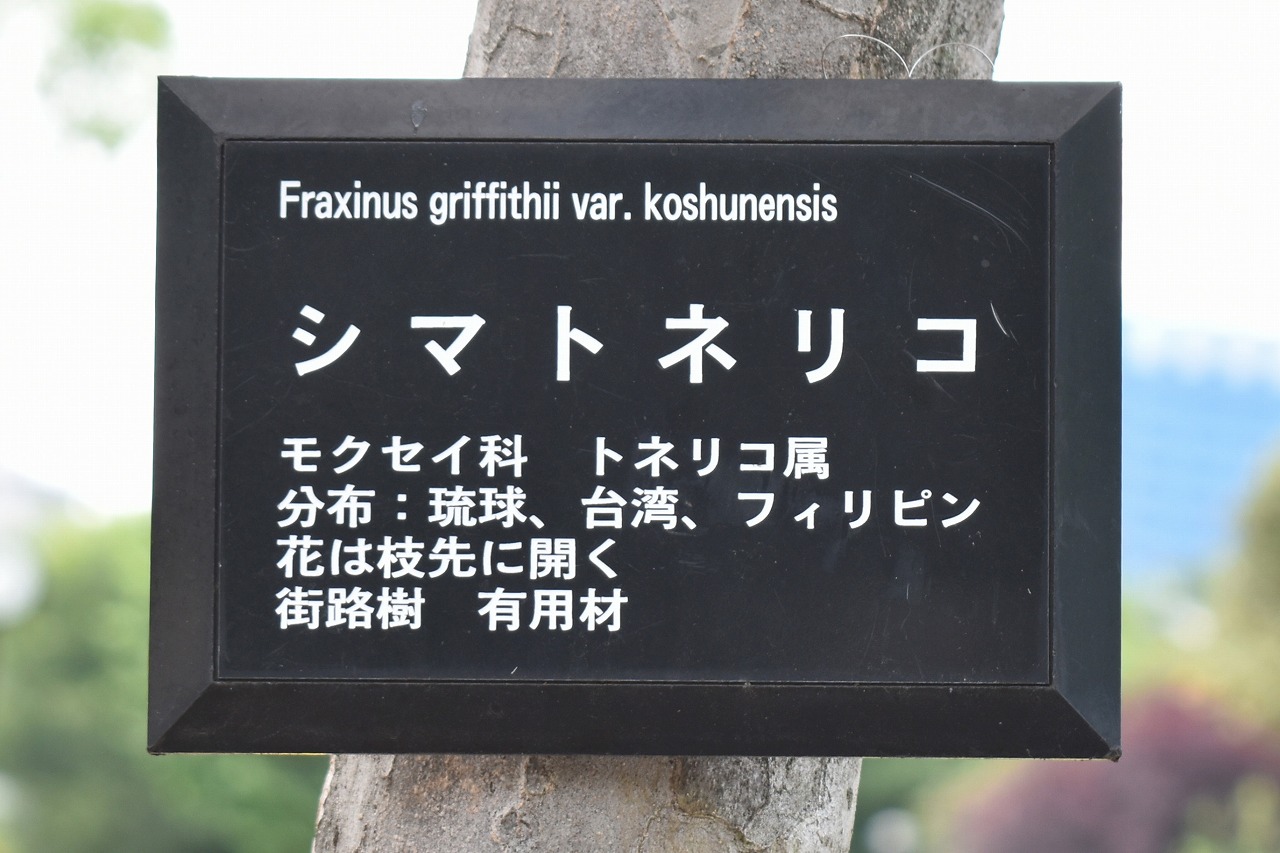 Fraxinus griffithii var. koshunensis
シマトネリコ
モクセイ科　トネリコ属
分布：琉球、台湾、フィリピン
花は枝先に開く
街路樹　有用材